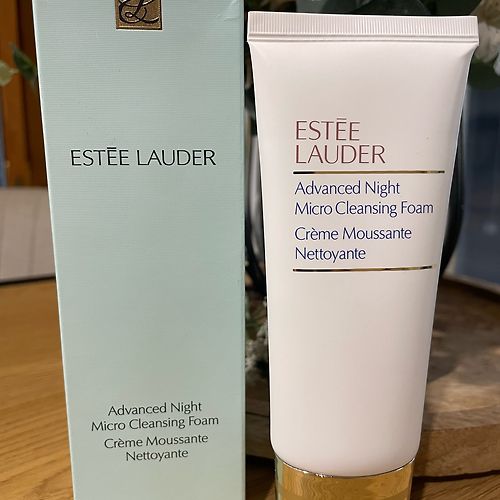 ESTĒE LAUDER
Advanced Night
Micro Cleansing Foam
Crème Moussante
Nettoyante
ESTĒE
LAUDER
Advanced Night
Micro Cleansing Foam
Crème Moussante
Nettoyante